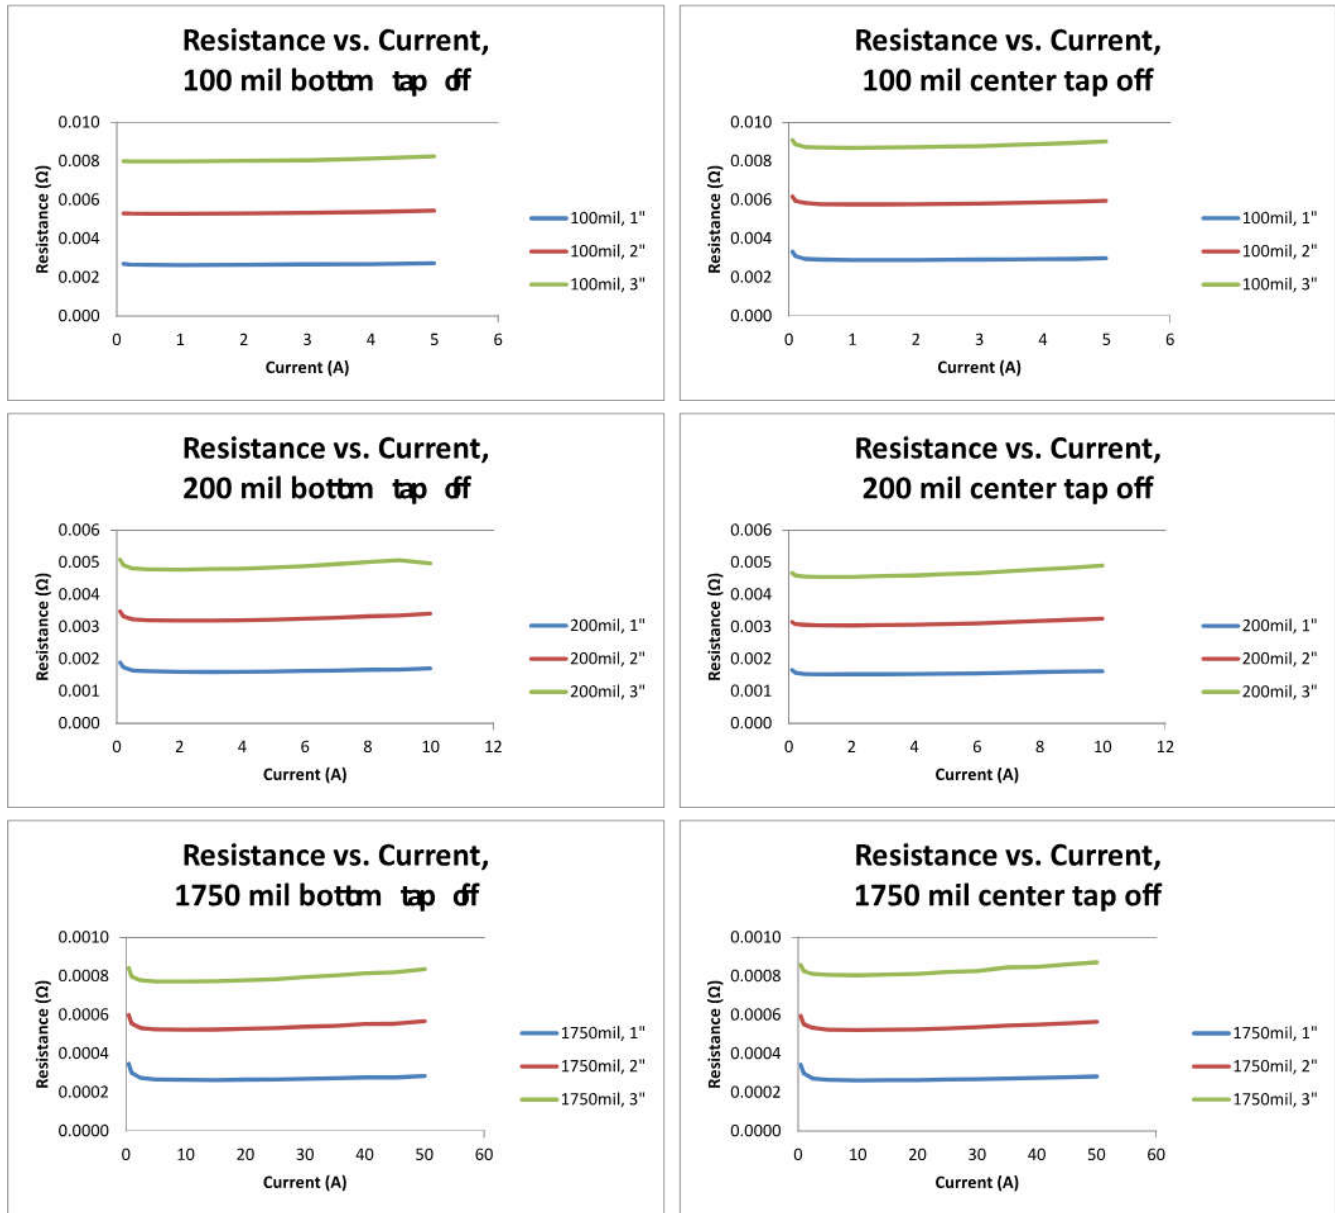 Resistance vs. Current,
100 mil bottom tap off
0.010
0.008
0.006
0.004
0.002
0.000
Resistance (Ω)
0 1 2 3 4 5 6
Current (A)
100mil, 1"
100mil, 2"
100mil, 3"
Resistance vs. Current,
100 mil center tap off
0.010
0.008
0.006
0.004
0.002
0.000
Resistance (Ω)
0 1 2 3 4 5 6
Current (A)
100mil, 1"
100mil, 2"
100mil, 3"
Resistance vs. Current,
200 mil bottom tap off
0.006
0.005
0.004
0.003
0.002
0.001
0.000
Resistance (Ω)
0 2 4 6 8 10 12
Current (A)
200mil, 1"
200mil, 2"
200mil, 3"
Resistance vs. Current,
200 mil center tap off
0.006
0.005
0.004
0.003
0.002
0.001
0.000
Resistance (Ω)
0 2 4 6 8 10 12
Current (A)
200mil, 1"
200mil, 2"
200mil, 3"
Resistance vs. Current,
1750 mil bottom tap off
0.0010
0.0008
0.0006
0.0004
0.0002
0.0000
Resistance (Ω)
0 10 20 30 40 50 60
Current (A)
1750mil, 1"
1750mil, 2"
1750mil, 3"
Resistance vs. Current,
1750 mil center tap off
0.0010
0.0008
0.0006
0.0004
0.0002
0.0000
Resistance (Ω)
0 10 20 30 40 50 60
Current (A)
1750mil, 1"
1750mil, 2"
1750mil, 3"